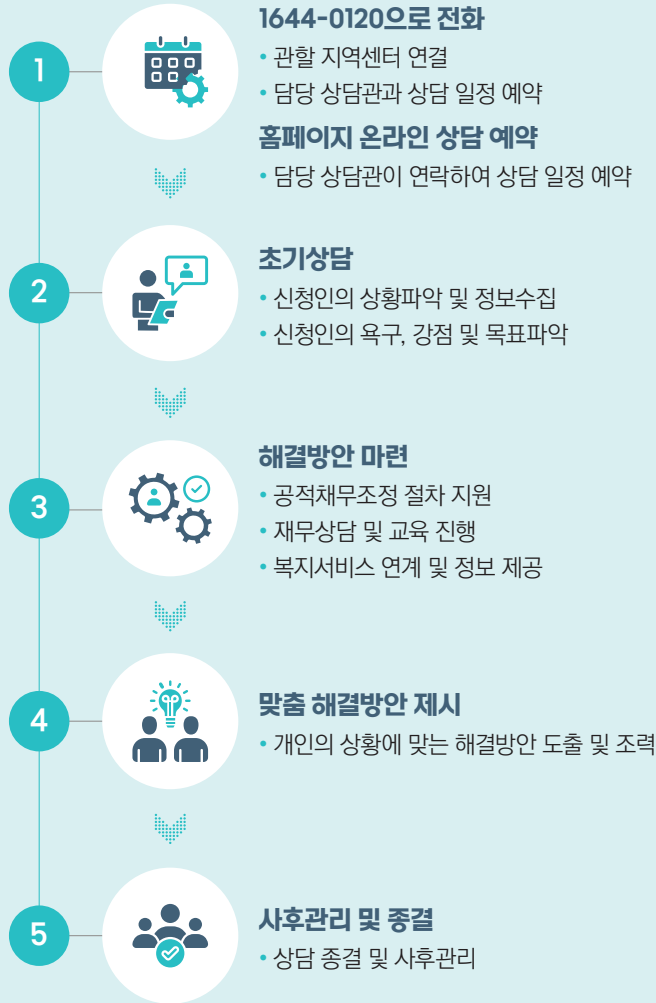 1
1644-0120으로 전화
• 관할 지역센터 연결
• 담당 상담관과 상담 일정 예약
홈페이지 온라인 상담 예약
• 담당 상담관이 연락하여 상담 일정 예약
2
초기상담
• 신청인의 상황파악 및 정보수집
• 신청인의 욕구, 강점 및 목표파악
3
해결방안 마련
• 공적채무조정 절차 지원
• 재무상담 및 교육 진행
• 복지서비스 연계 및 정보 제공
4
맞춤 해결방안 제시
• 개인의 상황에 맞는 해결방안 도출 및 조력
5
사후관리 및 종결
• 상담 종결 및 사후관리